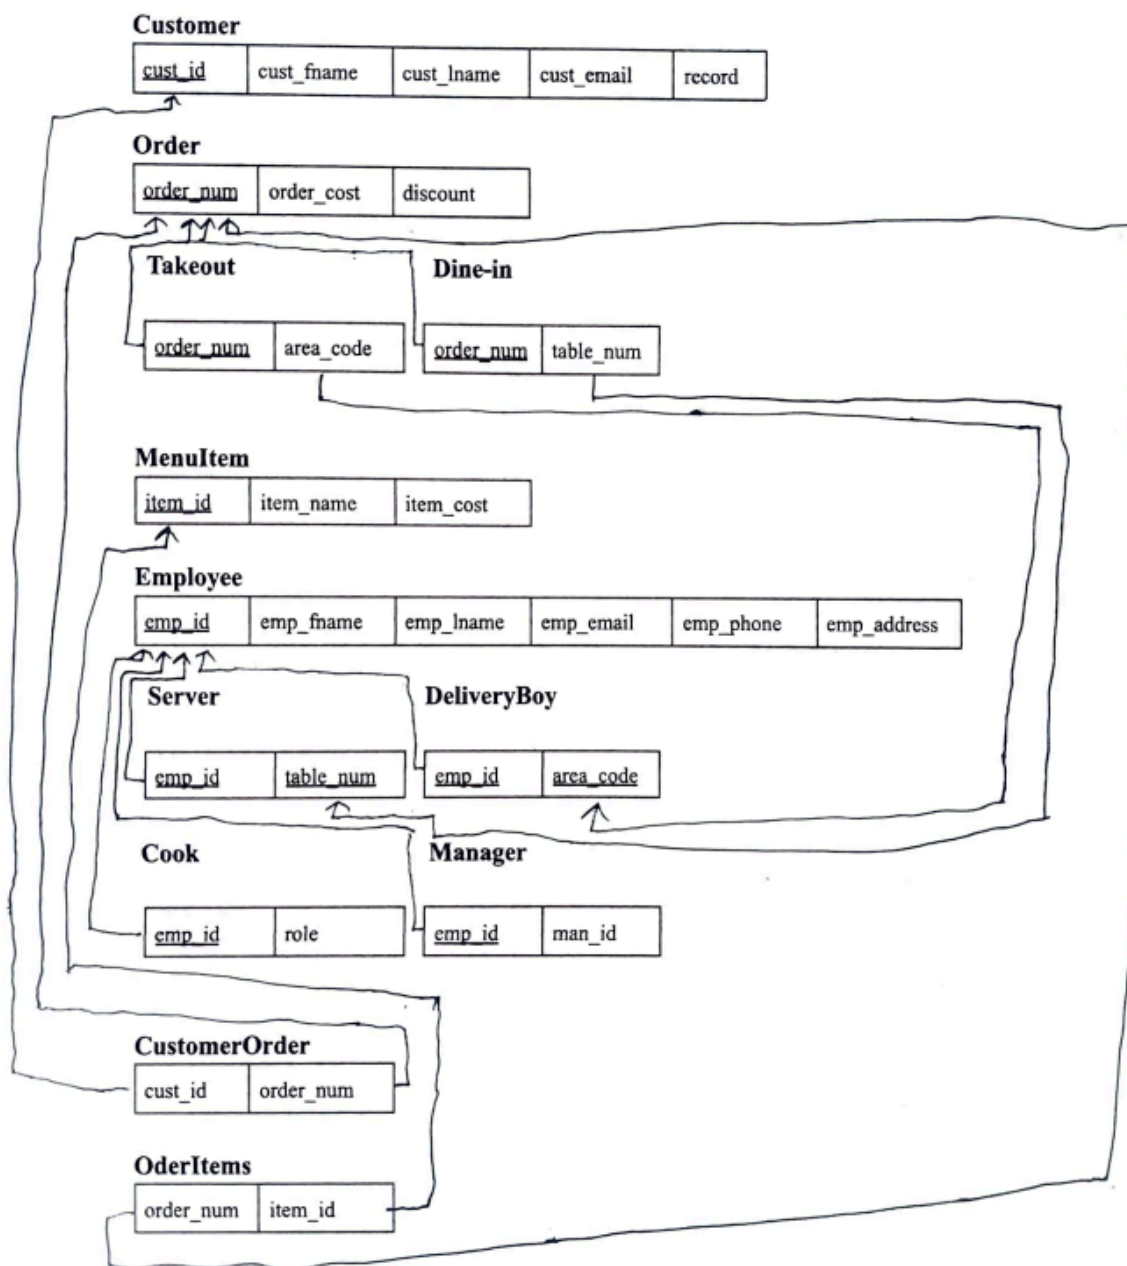 Customer
cust_id cust_fname cust_lname cust_email record
Order
order_num order_cost discount
Takeout Dine-in
order_num area_code order_num table_num
MenuItem
item_id item_name item_cost
Employee
emp_id emp_fname emp_lname emp_email emp_phone emp_address
Server DeliveryBoy
emp_id table_num emp_id area_code
Cook Manager
emp_id role emp_id man_id
CustomerOrder
cust_id order_num
OderItems
order_num item_id